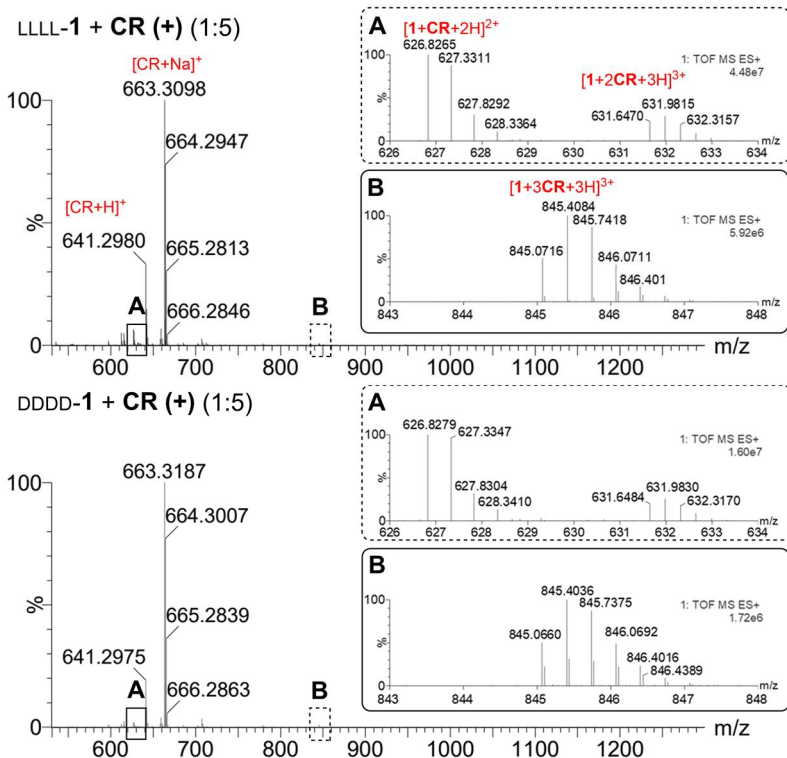 LLLL-1 + CR (+) (1:5)
[CR+Na]+
663.3098
100
664.2947
[CR+H]+
641.2980
%
665.2813
666.2846
A
B
0
600 700 800 900 1000 1100 1200
m/z
A
[1+CR+2H]2+
626.8265
100
627.3311
1: TOF MS ES+
4.48e7
[1+2CR+3H]3+
%
627.8292
628.3364
631.6470
631.9815
632.3157
0
m/z
626 627 628 629 630 631 632 633 634
B
[1+3CR+3H]3+
845.4084
100
845.7418
1: TOF MS ES+
5.92e6
%
845.0716
846.0711
846.401
0
m/z
843 844 845 846 847 848
DDDD-1 + CR (+) (1:5)
663.3187
100
664.3007
%
665.2839
641.2975
666.2863
A
B
0
600 700 800 900 1000 1100 1200
m/z
A
626.8279
100
627.3347
1: TOF MS ES+
1.60e7
%
627.8304
628.3410
631.6484
631.9830
632.3170
0
m/z
626 627 628 629 630 631 632 633 634
B
845.4036
100
845.7375
1: TOF MS ES+
1.72e6
%
845.0660
846.0692
846.4016
846.4389
0
m/z
843 844 845 846 847 848